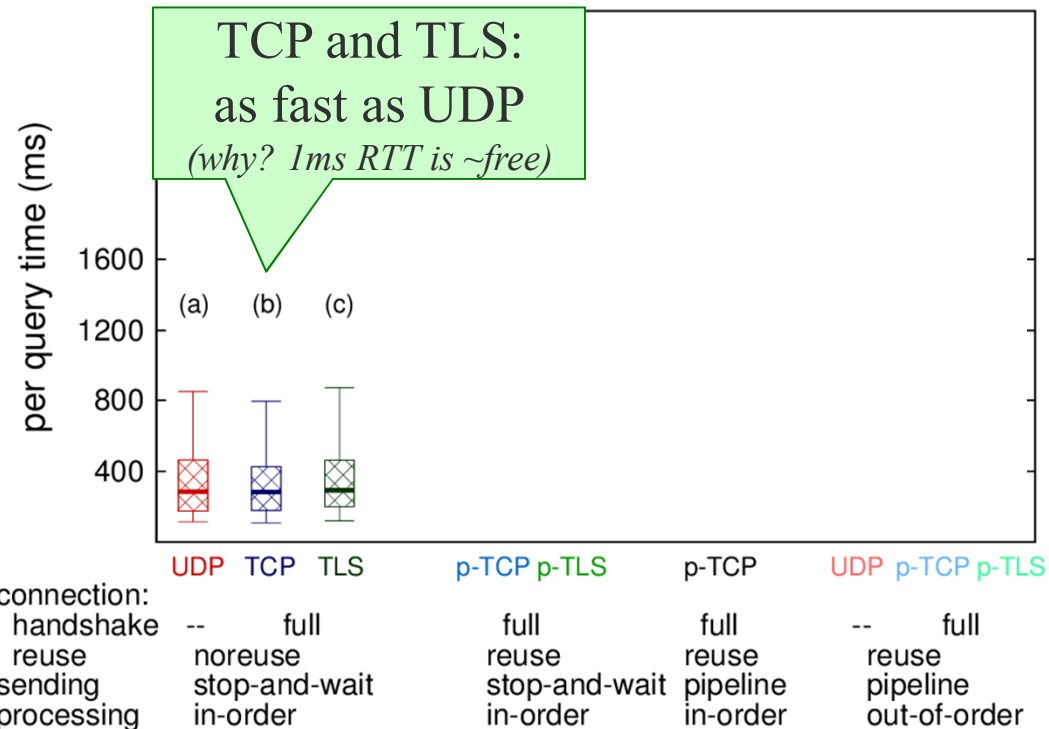 TCP and TLS:
as fast as UDP
(why? 1ms RTT is ~free)
per query time (ms)
1600
1200
800
400
(a) (b) (c)
UDP TCP TLS p-TCP p-TLS p-TCP UDP p-TCP p-TLS
connection:
handshake -- full full full -- full
reuse noreuse reuse reuse reuse
sending stop-and-wait stop-and-wait pipeline pipeline
processing in-order in-order in-order out-of-order